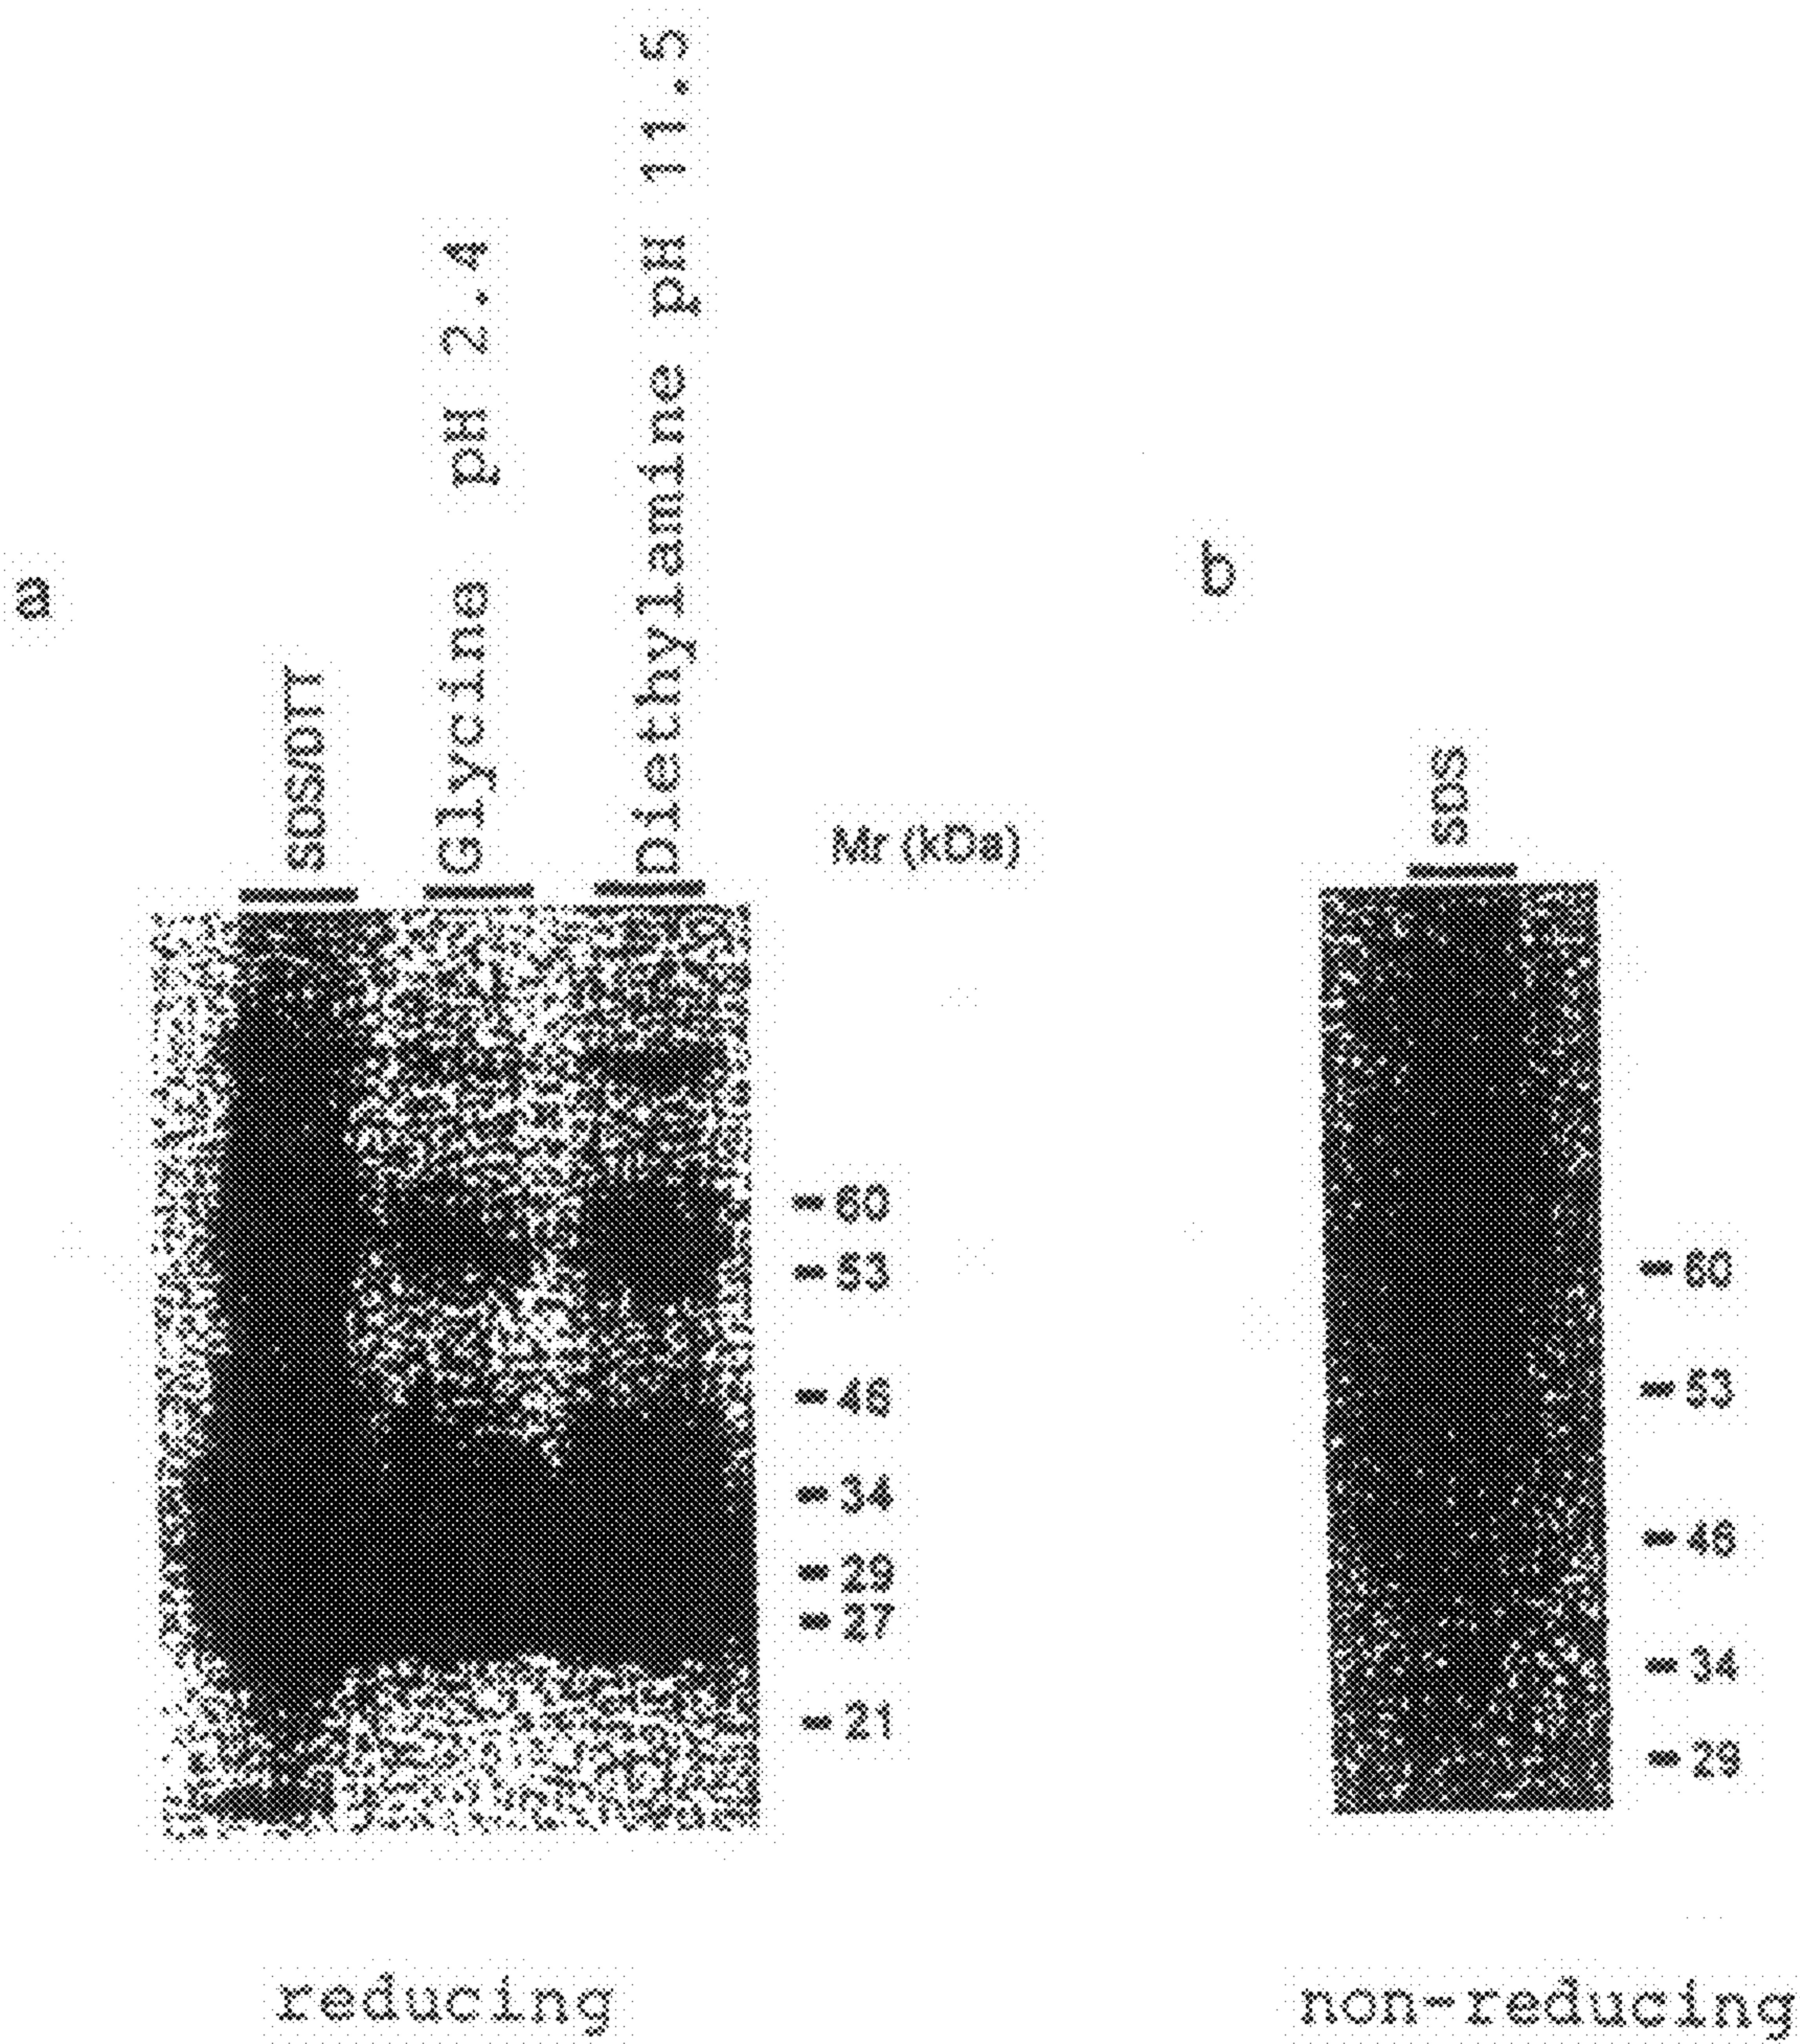 a
SDS/DTT
Glycine pH 2.4
Diethylamine pH 11.5
Mr (kDa)
-60
-53
-46
-34
-29
-27
-21
reducing
b
SDS
-60
-53
-46
-34
-29
non-reducing